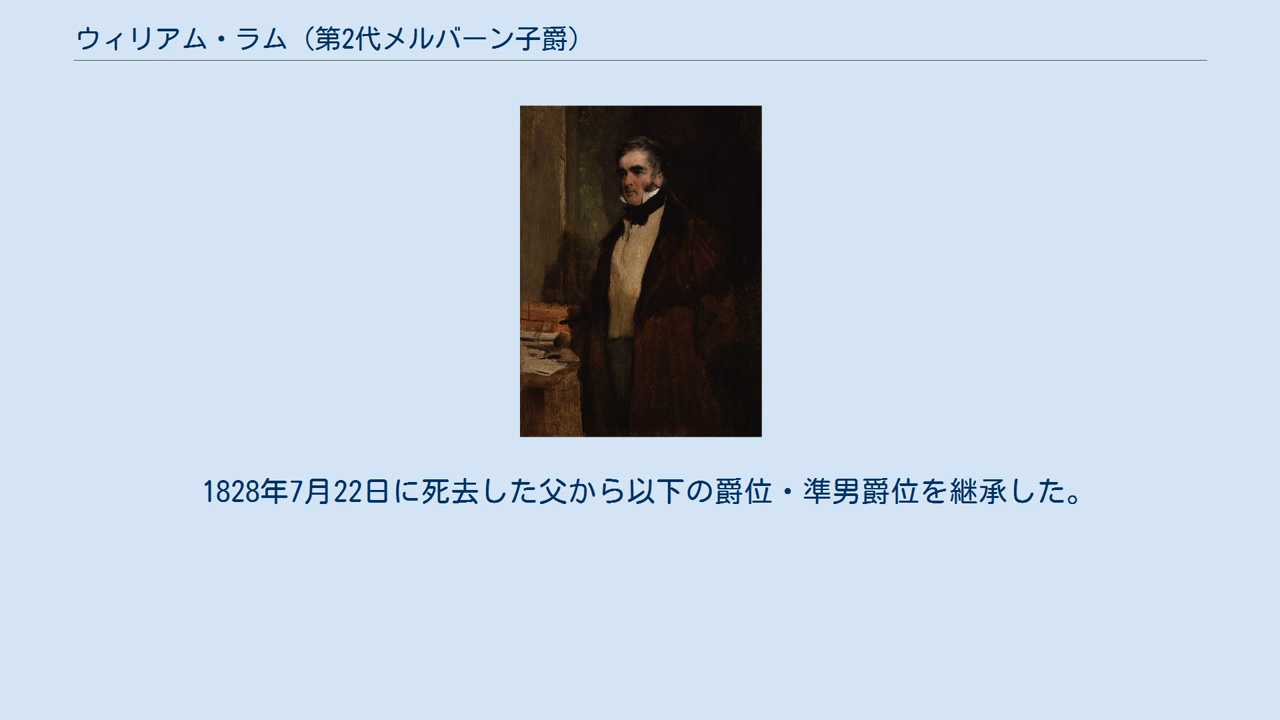 ウィリアム・ラム（第2代メルバーン子爵）
1828年7月22日に死去した父から以下の爵位・準男爵位を継承した。